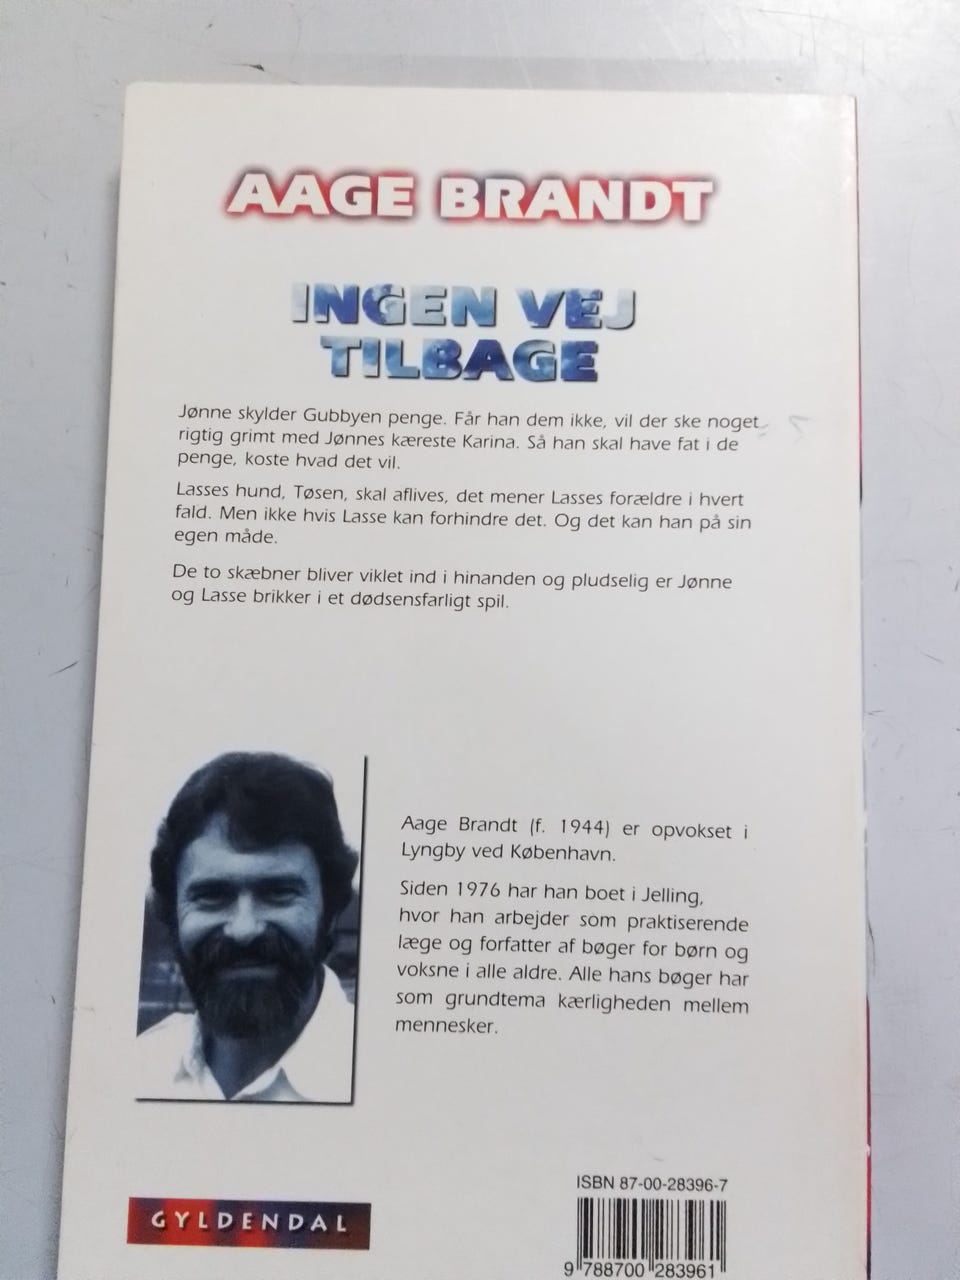 AAGE BRANDT
INGEN VEJ
TILBAGE
Jønne skylder Gubbyen penge. Får han dem ikke, vil der ske noget
rigtig grimt med Jønnes kæreste Karina. Så han skal have fat i de
penge, koste hvad det vil.
Lasses hund, Tøsen, skal aflives, det mener Lasses forældre i hvert
fald. Men ikke hvis Lasse kan forhindre det. Og det kan han på sin
egen måde.
De to skæbner bliver viklet ind i hinanden og pludselig er Jønne
og Lasse brikker i et dødsensfarligt spil.
Aage Brandt (f. 1944) er opvokset i
Lyngby ved København.
Siden 1976 har han boet i Jelling,
hvor han arbejder som praktiserende
læge og forfatter af bøger for børn og
voksne i alle aldre. Alle hans bøger har
som grundtema kærligheden mellem
mennesker.
GYLDENDAL
ISBN 87-00-28396-7
9 788700 283961